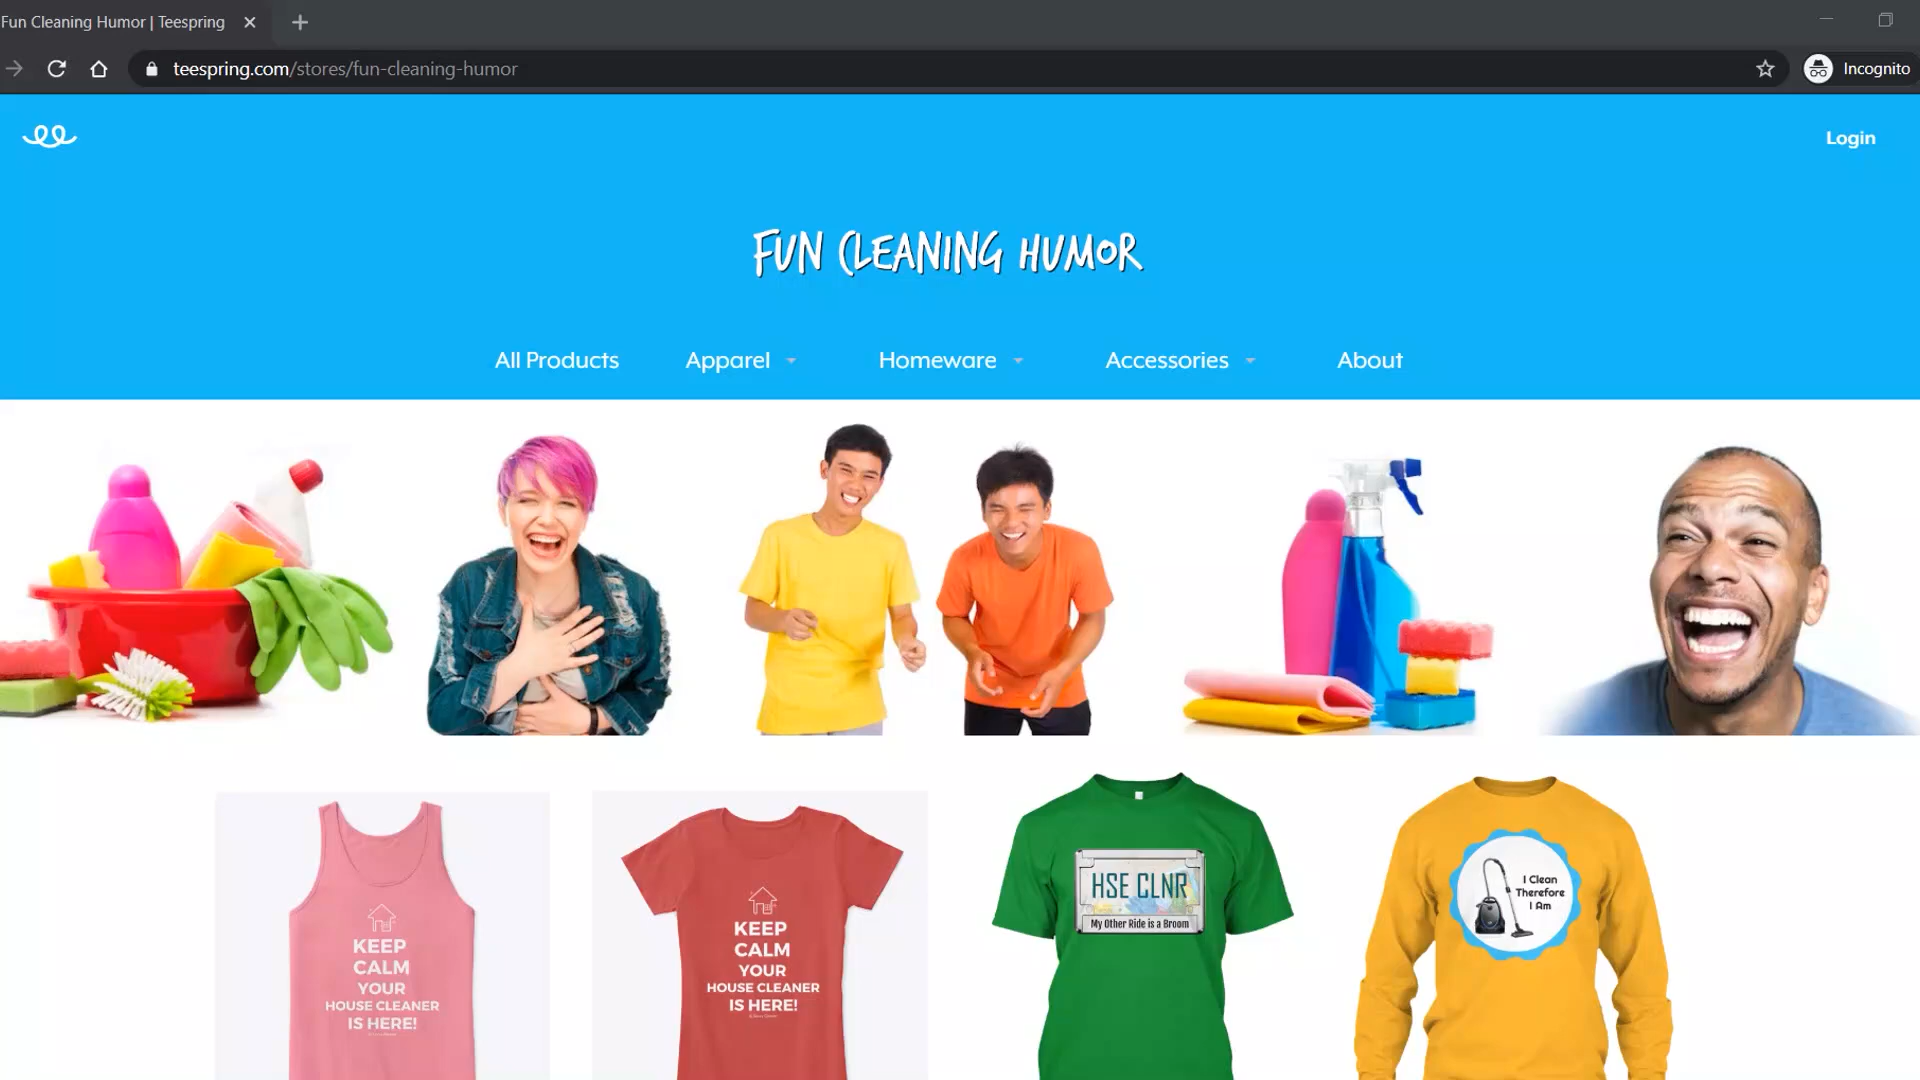 Fun Cleaning Humor | Teespring
teespring.com/stores/fun-cleaning-humor
Incognito
Login
FUN CLEANING HUMOR
All Products
Apparel
Homeware
Accessories
About
KEEP
CALM
YOUR
HOUSE CLEANER
IS HERE!
KEEP
CALM
YOUR
HOUSE CLEANER
IS HERE!
HSE CLNR
My Other Ride is a Broom
I Clean
Therefore
I Am